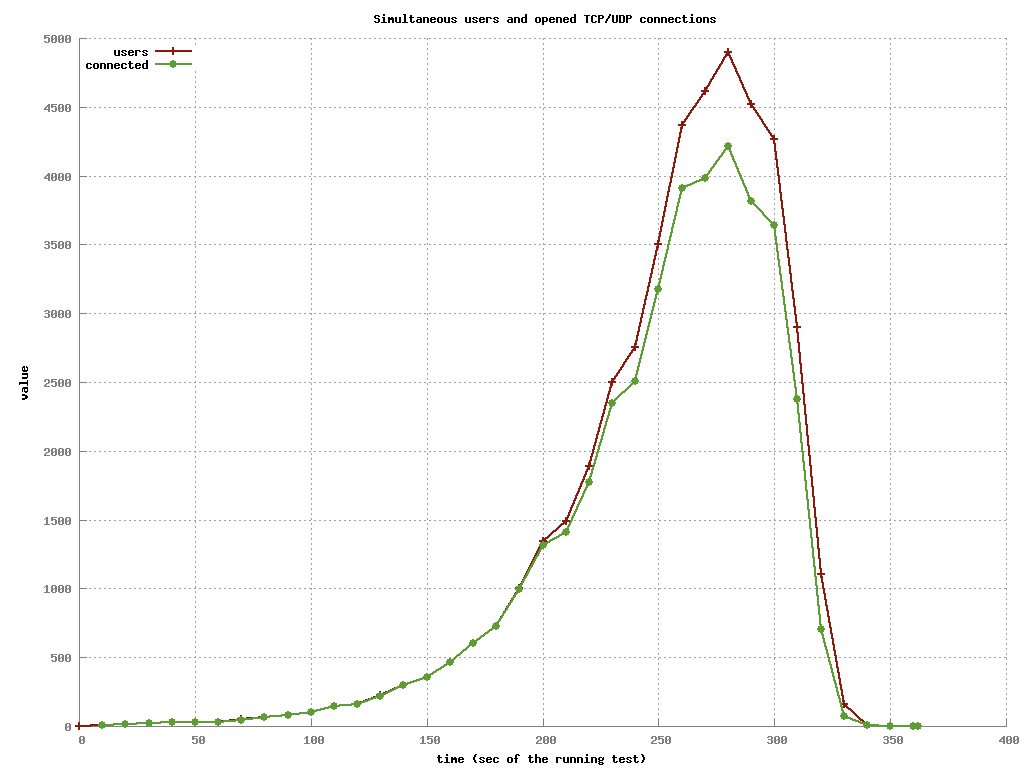 Simultaneous users and opened TCP/UDP connections
5000
users
connected
4500
4000
3500
3000
2500
value
2000
1500
1000
500
0
0 50 100 150 200 250 300 350 400
time (sec of the running test)